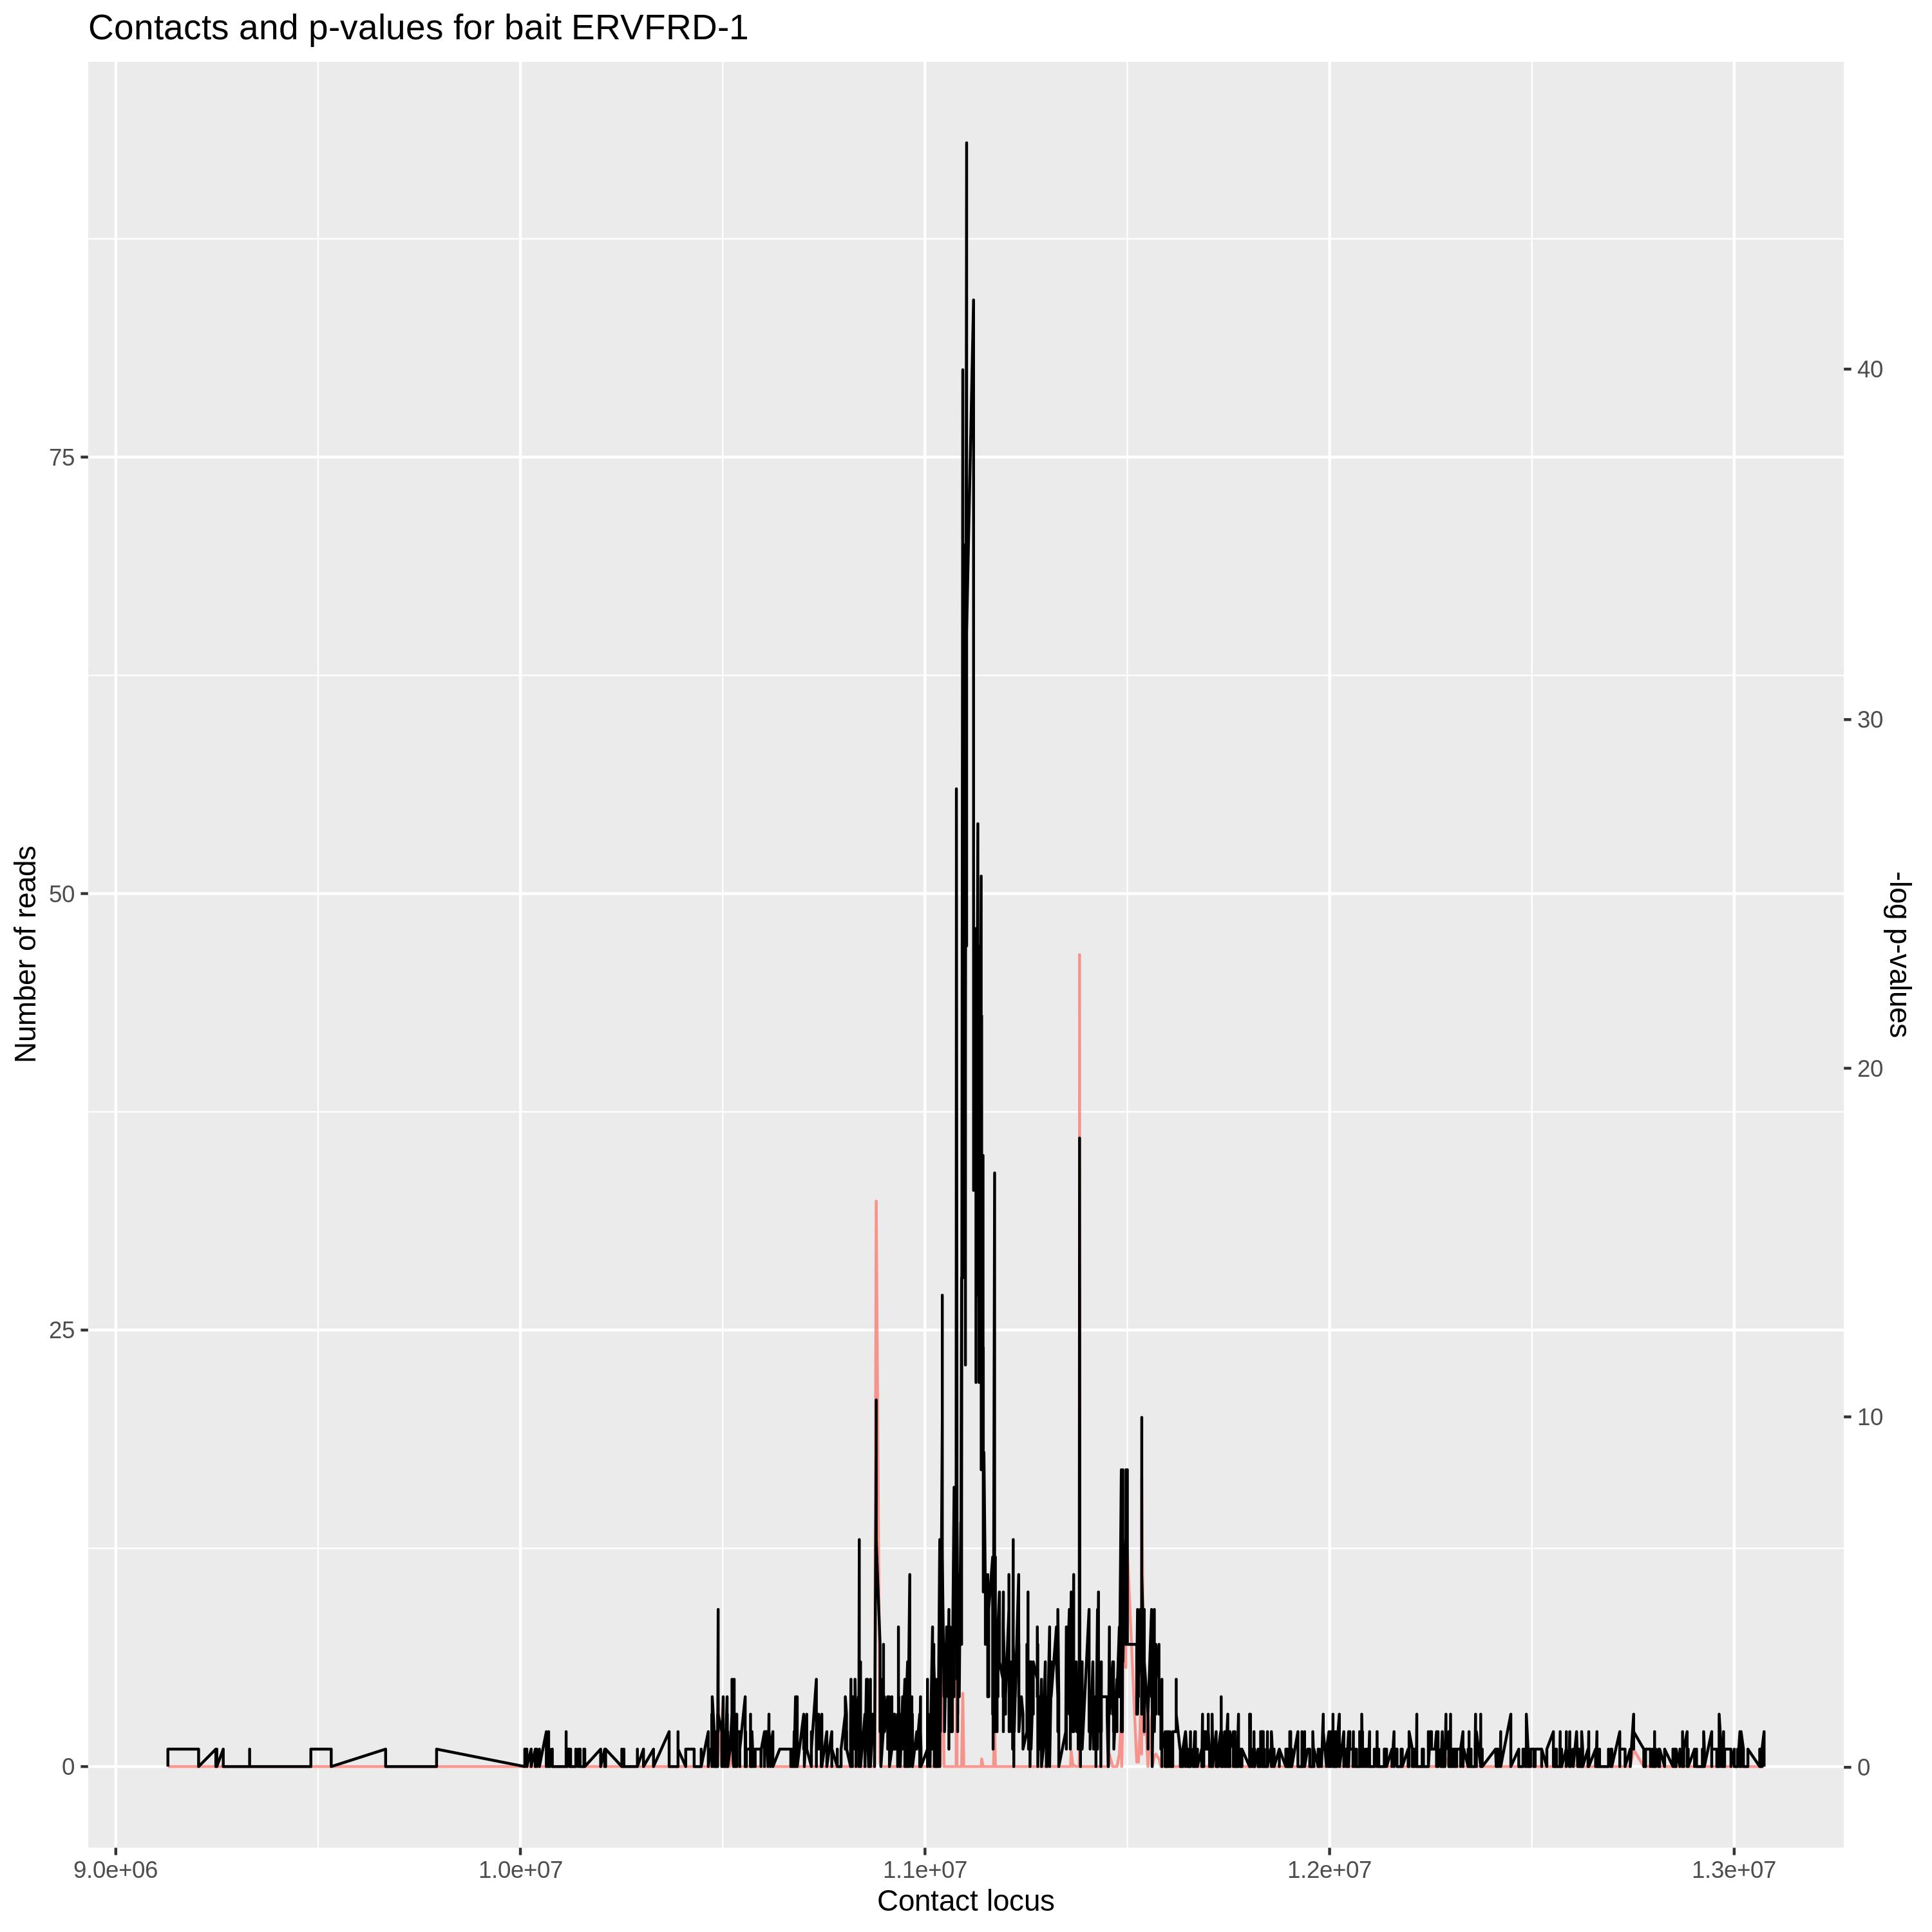 Contacts and p-values for bait ERVFRD-1
Number of reads
75
50
25
0
40
30
20
10
0
-log p-values
9.0e+06 1.0e+07 1.1e+07 1.2e+07 1.3e+07
Contact locus